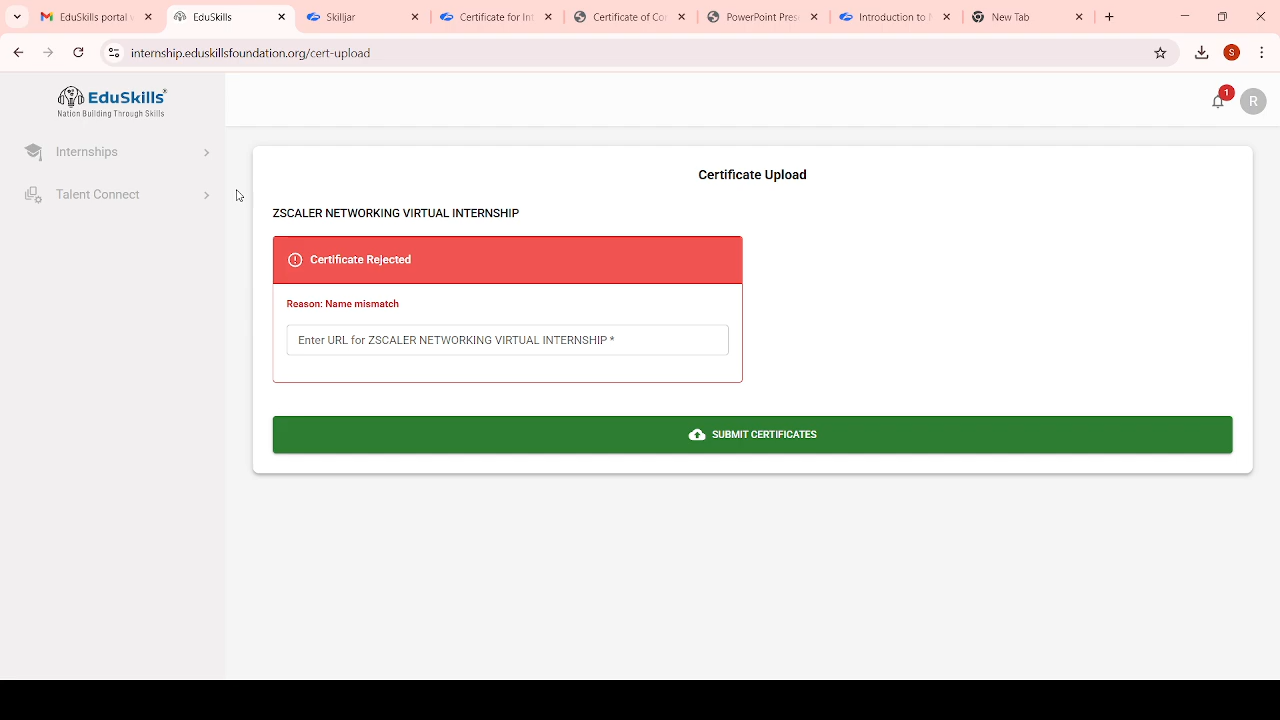 EduSkills portal
EduSkills
Skilljar
Certificate for Int
Certificate of Co
PowerPoint Pres
Introduction to
New Tab
internship.eduskillsfoundation.org/cert-upload
S
EduSkills
Nation Building Through Skills
1
R
Internships
Talent Connect
Certificate Upload
ZSCALER NETWORKING VIRTUAL INTERNSHIP
Certificate Rejected
Reason: Name mismatch
Enter URL for ZSCALER NETWORKING VIRTUAL INTERNSHIP *
SUBMIT CERTIFICATES